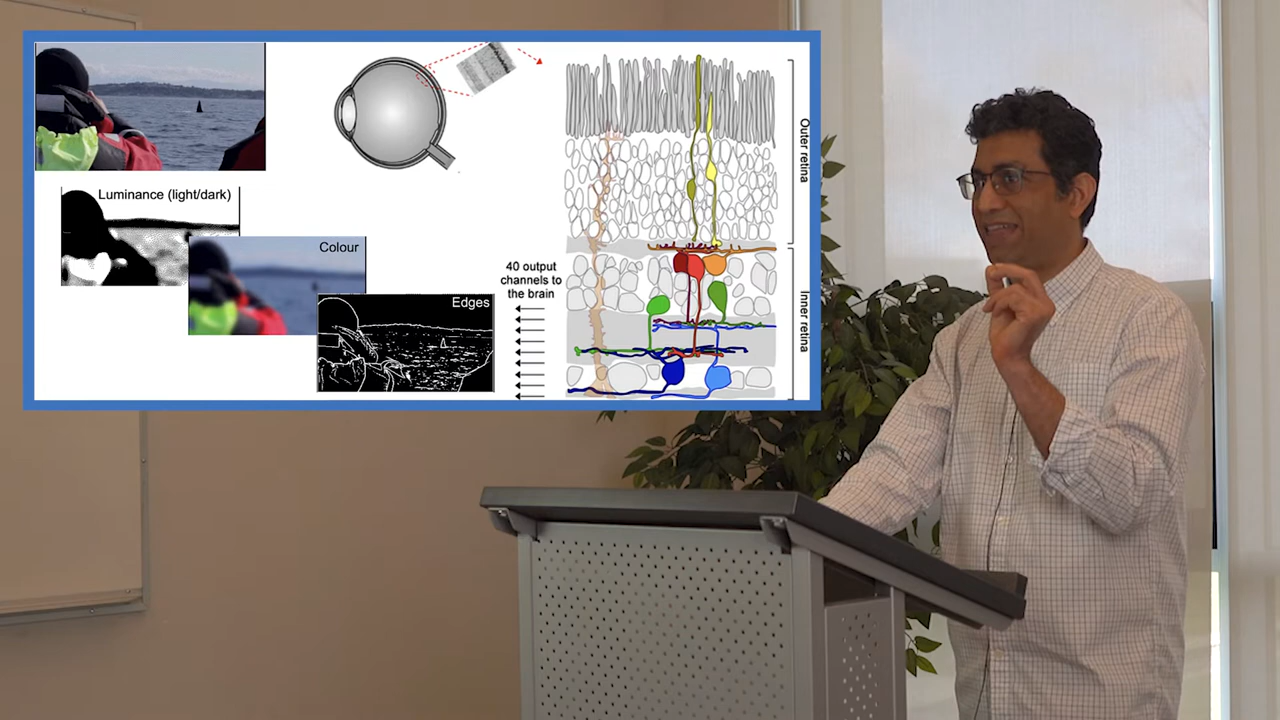 Luminance (light/dark)
Colour
Edges
40 output
channels to
the brain
Outer retina
Inner retina